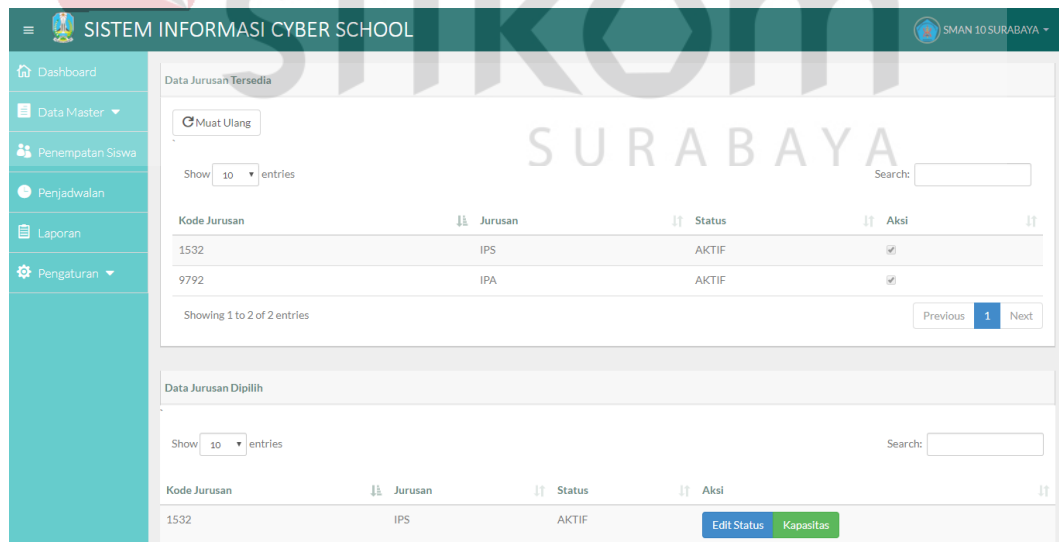 SISTEM INFORMASI CYBER SCHOOL
SMAN 10 SURABAYA
Dashboard
Data Master
Penempatan Siswa
Penjadwalan
Laporan
Pengaturan
stikom
SURABAYA
Data Jurusan Tersedia
Muat Ulang
Show 10 entries Search:
Kode Jurusan Jurusan Status Aksi
1532 IPS AKTIF
9792 IPA AKTIF
Showing 1 to 2 of 2 entries Previous 1 Next
Data Jurusan Dipilih
Show 10 entries Search:
Kode Jurusan Jurusan Status Aksi
1532 IPS AKTIF Edit Status Kapasitas